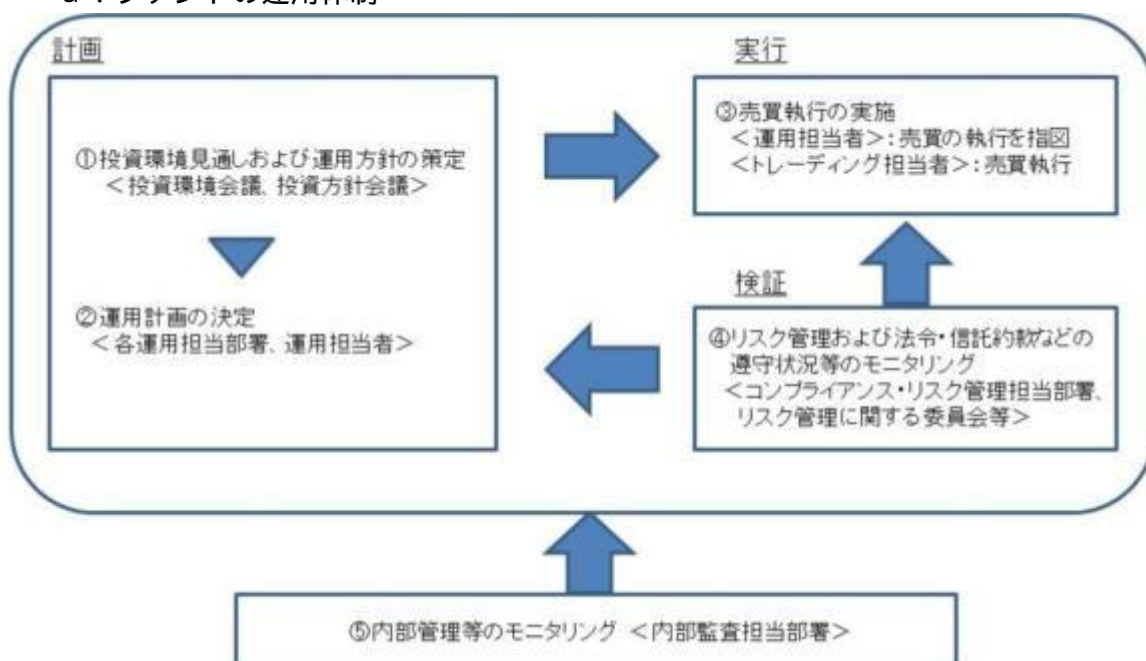 a．ファンドの運用体制
計画
①投資環境見通しおよび運用方針の策定
＜投資環境会議、投資方針会議＞
②運用計画の決定
＜各運用担当部署、運用担当者＞
実行
③売買執行の実施
＜運用担当者＞：売買の執行を指図
＜トレーディング担当者＞：売買執行
検証
④リスク管理および法令・信託約款などの
遵守状況等のモニタリング
＜コンプライアンス・リスク管理担当部署、
リスク管理に関する委員会等＞
⑤内部管理等のモニタリング ＜内部監査担当部署＞